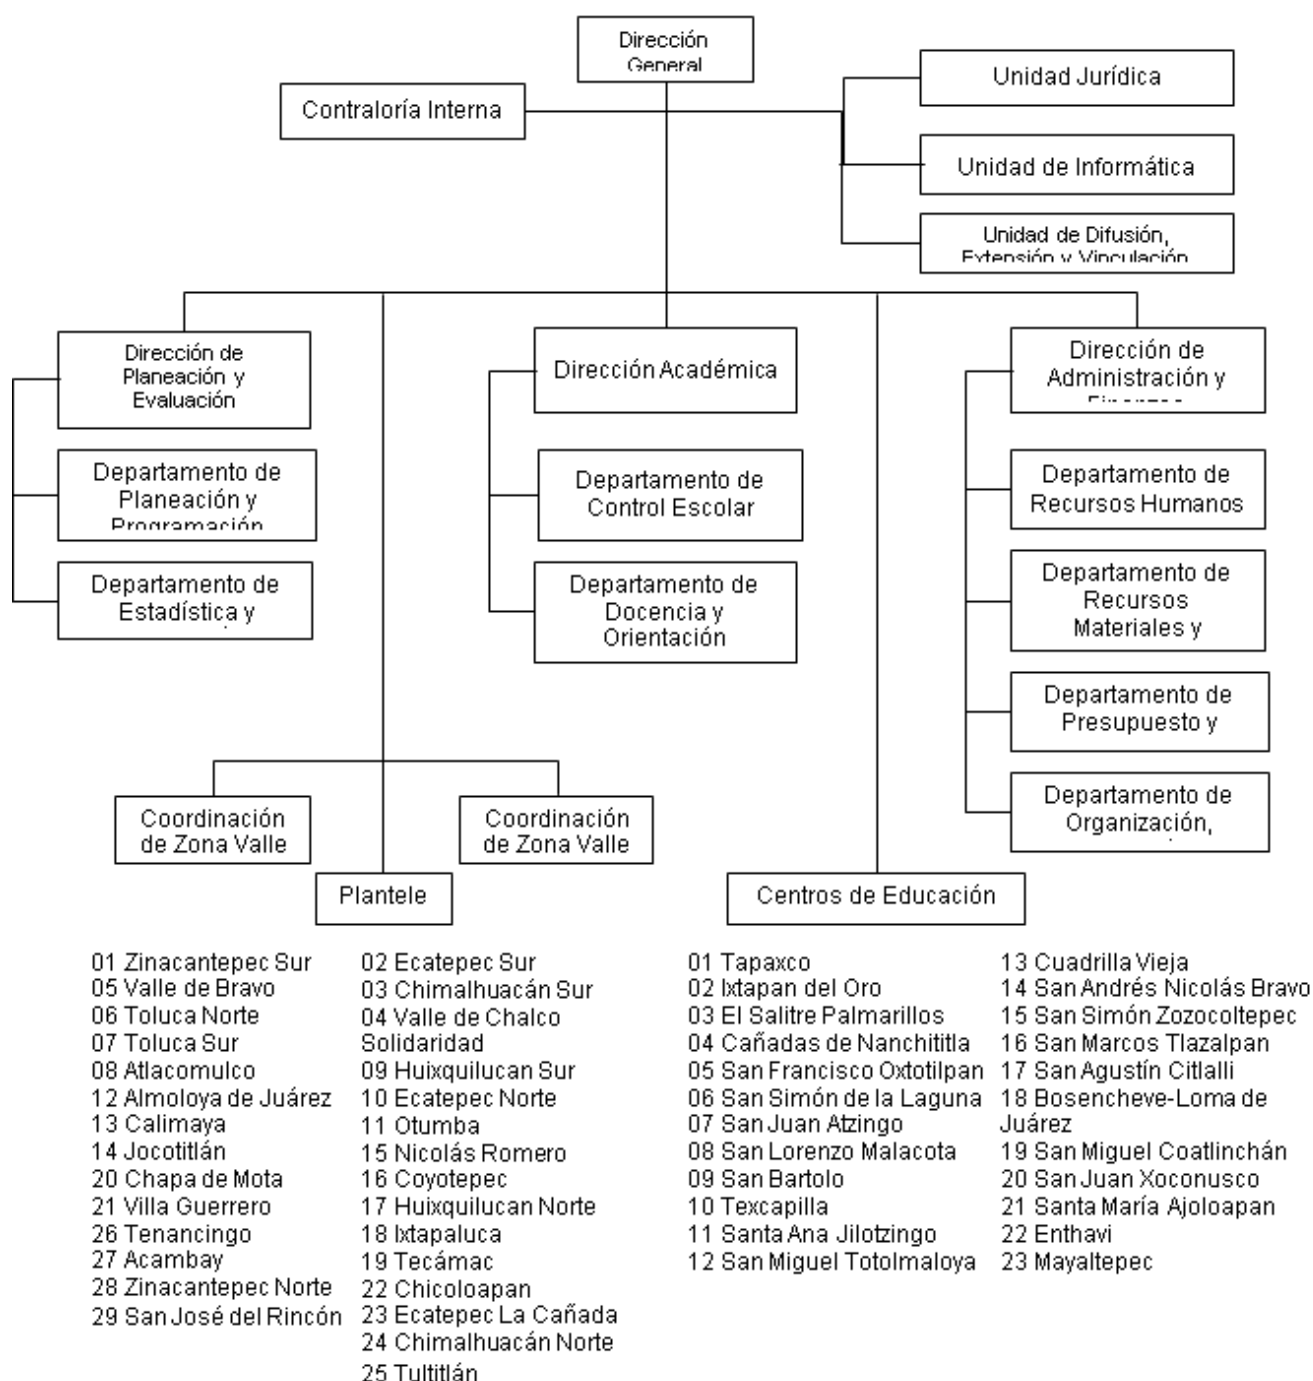 Dirección
General
Contraloría Interna
Unidad Jurídica
Unidad de Informática
Unidad de Difusión,
Extensión y Vinculación
Dirección de
Planeación y
Evaluación
Dirección Académica
Dirección de
Administración y
Departamento de
Planeación y
Programación
Departamento de
Control Escolar
Departamento de
Recursos Humanos
Departamento de
Estadística y
Departamento de
Docencia y
Orientación
Departamento de
Recursos
Materiales y
Departamento de
Presupuesto y
Departamento de
Organización,
Coordinación
de Zona Valle
Coordinación
de Zona Valle
Plantele
Centros de Educación
01 Zinacantepec Sur
05 Valle de Bravo
06 Toluca Norte
07 Toluca Sur
08 Atlacomulco
12 Almoloya de Juárez
13 Calimaya
14 Jocotitlán
20 Chapa de Mota
21 Villa Guerrero
26 Tenancingo
27 Acambay
28 Zinacantepec Norte
29 San José del Rincón
02 Ecatepec Sur
03 Chimalhuacán Sur
04 Valle de Chalco
Solidaridad
09 Huixquilucan Sur
10 Ecatepec Norte
11 Otumba
15 Nicolás Romero
16 Coyotepec
17 Huixquilucan Norte
18 Ixtapaluca
19 Tecámac
22 Chicoloapan
23 Ecatepec La Cañada
24 Chimalhuacán Norte
25 Tultitlán
01 Tapaxco
02 Ixtapan del Oro
03 El Salitre Palmarillos
04 Cañadas de Nanchititla
05 San Francisco Oxtotilpan
06 San Simón de la Laguna
07 San Juan Atzingo
08 San Lorenzo Malacota
09 San Bartolo
10 Texcapilla
11 Santa Ana Jilotzingo
12 San Miguel Totolmaloya
13 Cuadrilla Vieja
14 San Andrés Nicolás Bravo
15 San Simón Zozocoltepec
16 San Marcos Tlazalpan
17 San Agustín Citlalli
18 Bosencheve-Loma de
Juárez
19 San Miguel Coatlinchán
20 San Juan Xoconusco
21 Santa María Ajoloapan
22 Enthavi
23 Mayaltepec